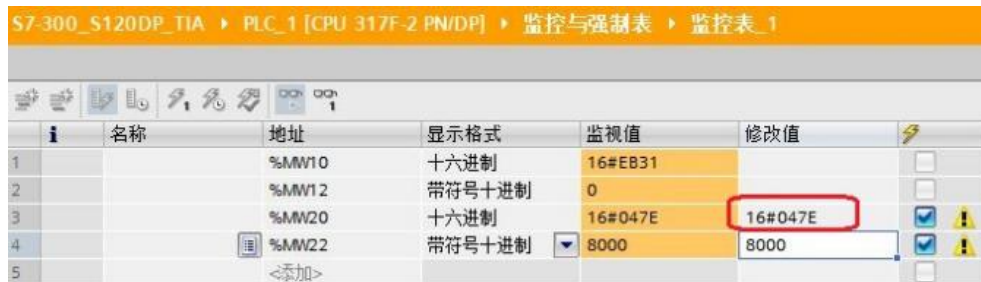 S7-300_S120DP_TIA ▸ PLC_1 [CPU 317F-2 PN/DP] ▸ 监控与强制表 ▸ 监控表_1
i 名称 地址 显示格式 监视值 修改值
1 %MW10 十六进制 16#EB31
2 %MW12 带符号十进制 0
3 %MW20 十六进制 16#047E 16#047E
4 %MW22 带符号十进制 8000 8000
5 <添加>